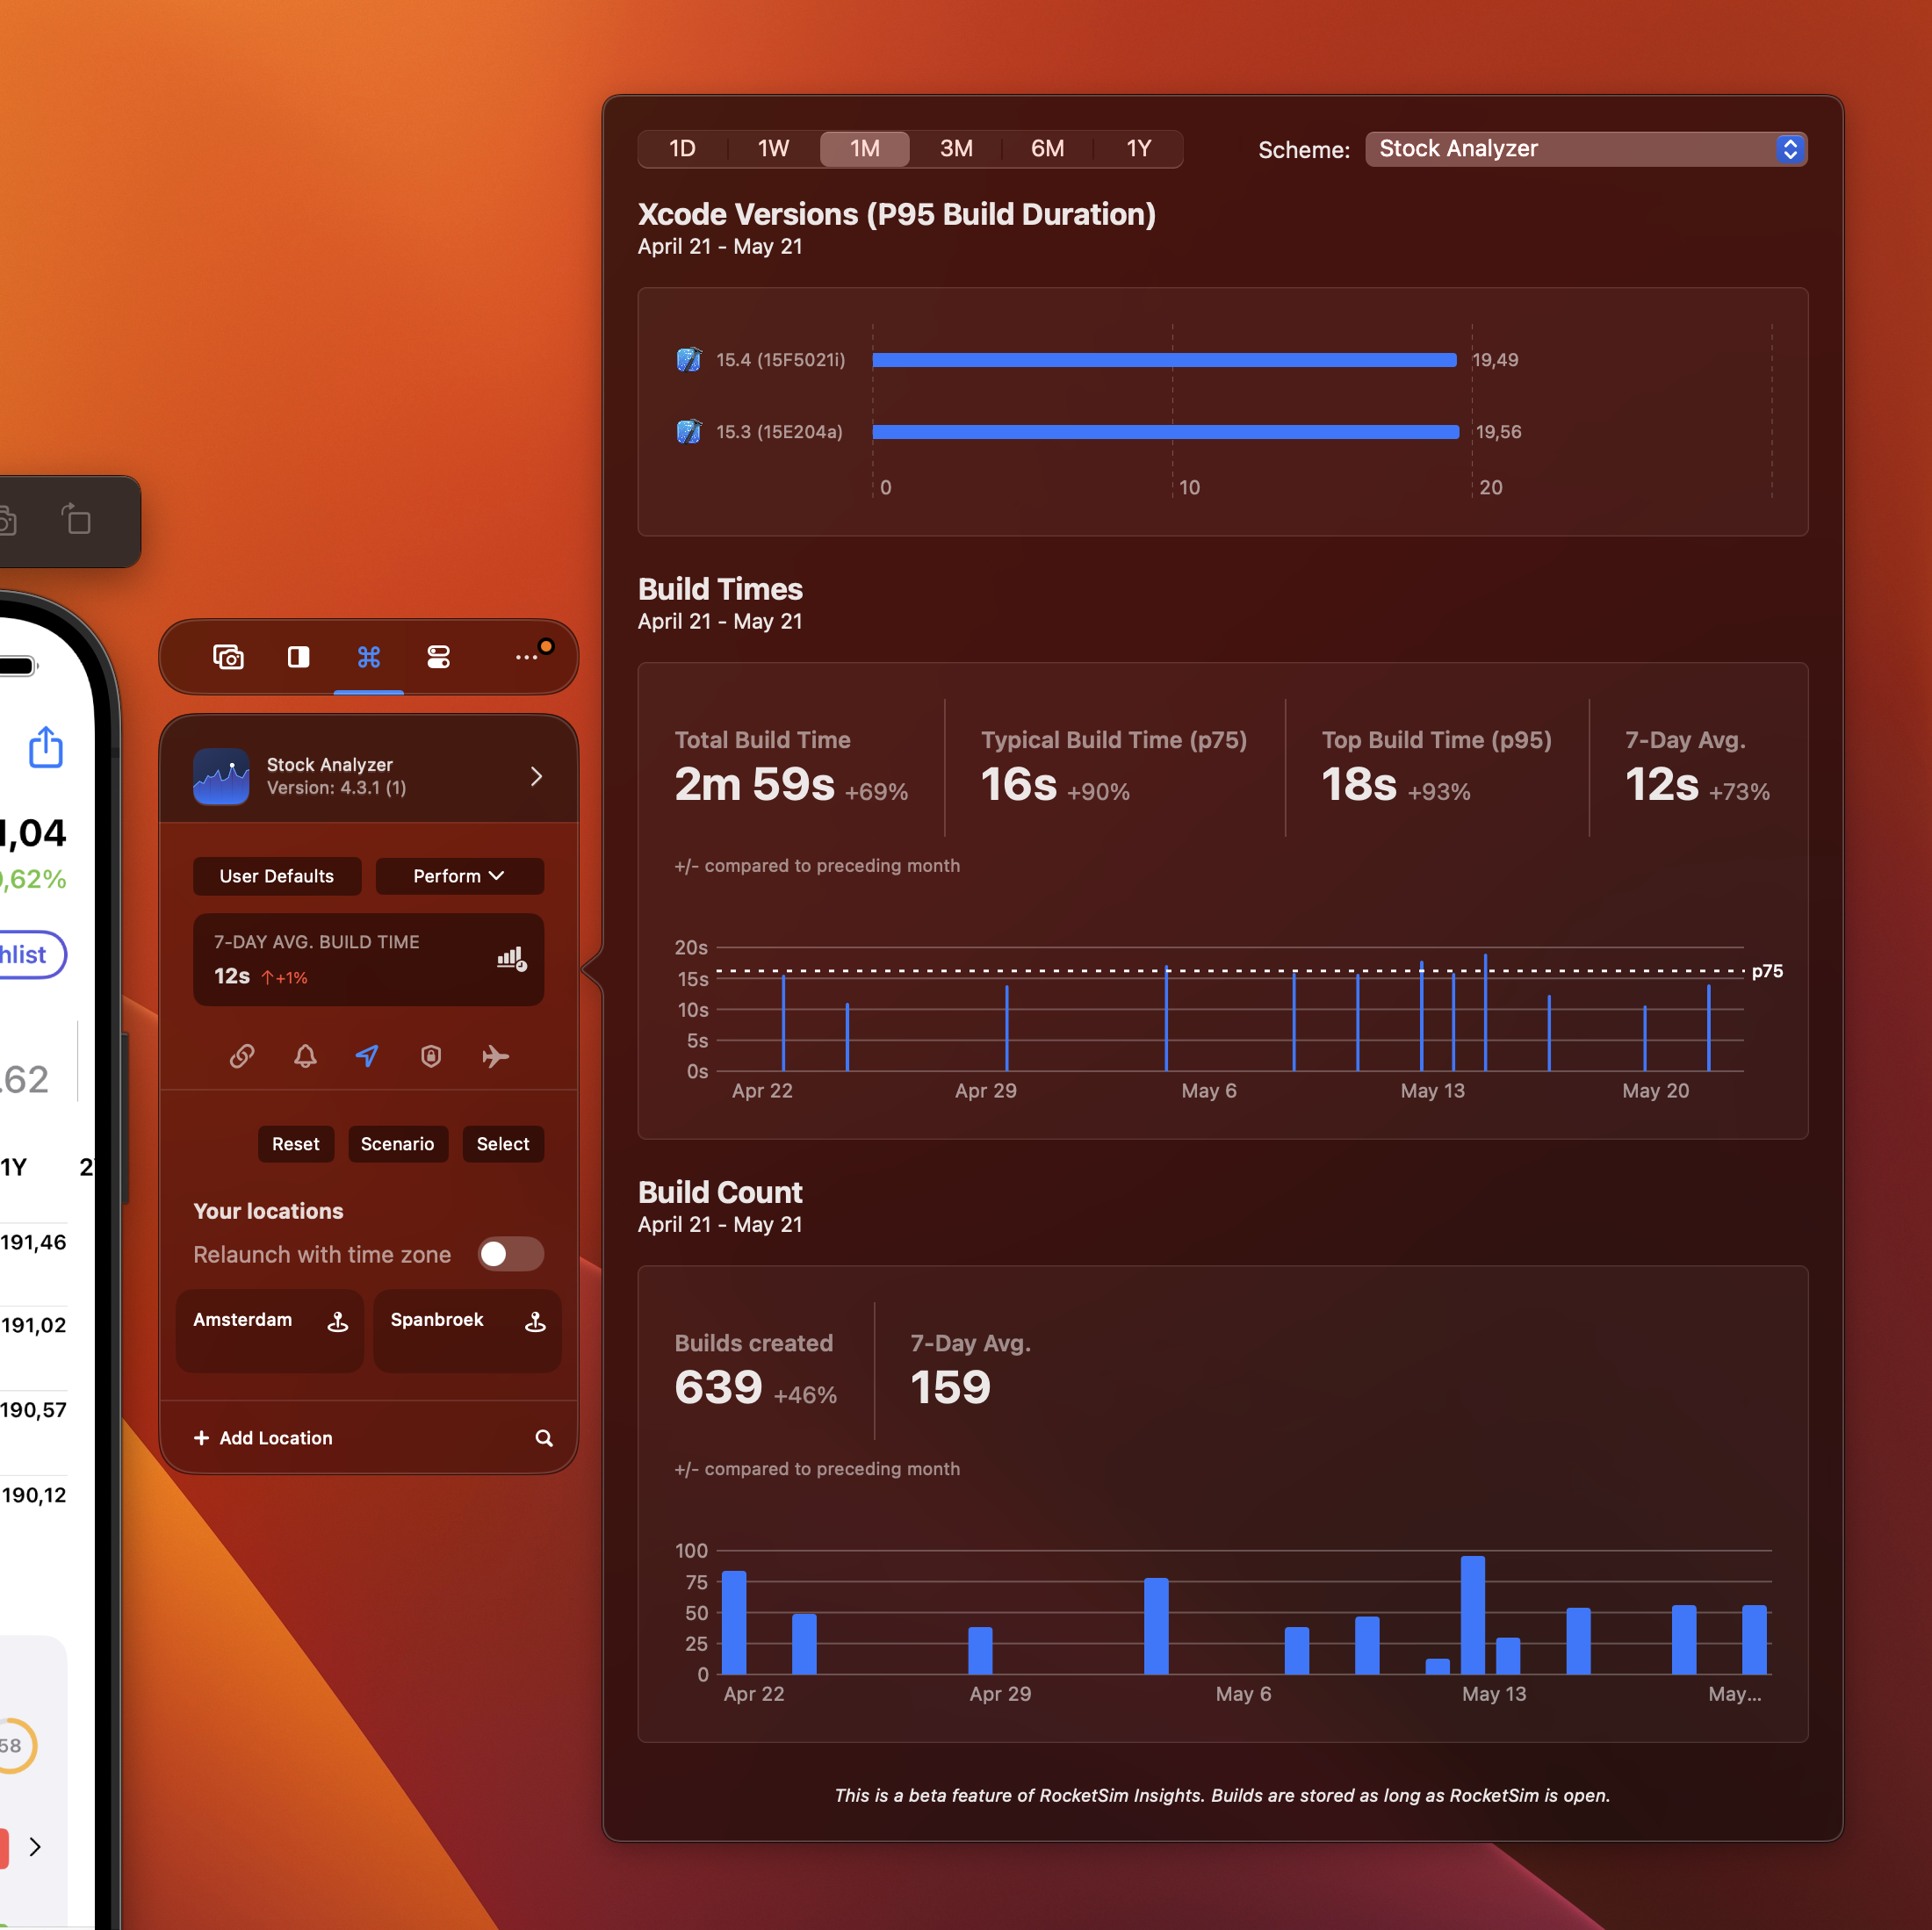 1D 1W 1M 3M 6M 1Y Scheme: Stock Analyzer
Xcode Versions (P95 Build Duration)
April 21 - May 21
15.4 (15F5021i) 19,49
15.3 (15E204a) 19,56
0 10 20
Build Times
April 21 - May 21
Total Build Time Typical Build Time (p75) Top Build Time (p95) 7-Day Avg.
2m 59s +69% 16s +90% 18s +93% 12s +73%
+/- compared to preceding month
20s
p75
15s
10s
5s
0s
Apr 22 Apr 29 May 6 May 13 May 20
Build Count
April 21 - May 21
Builds created 7-Day Avg.
639 +46% 159
+/- compared to preceding month
100
75
50
25
0
Apr 22 Apr 29 May 6 May 13 May...
This is a beta feature of RocketSim Insights. Builds are stored as long as RocketSim is open.
Stock Analyzer
Version: 4.3.1 (1)
User Defaults Perform
7-DAY AVG. BUILD TIME
12s ↑+1%
Reset Scenario Select
Your locations
Relaunch with time zone
Amsterdam Spanbroek
+ Add Location
,04
,62%
hlist
.62
1Y 2
191,46
191,02
190,57
190,12
58